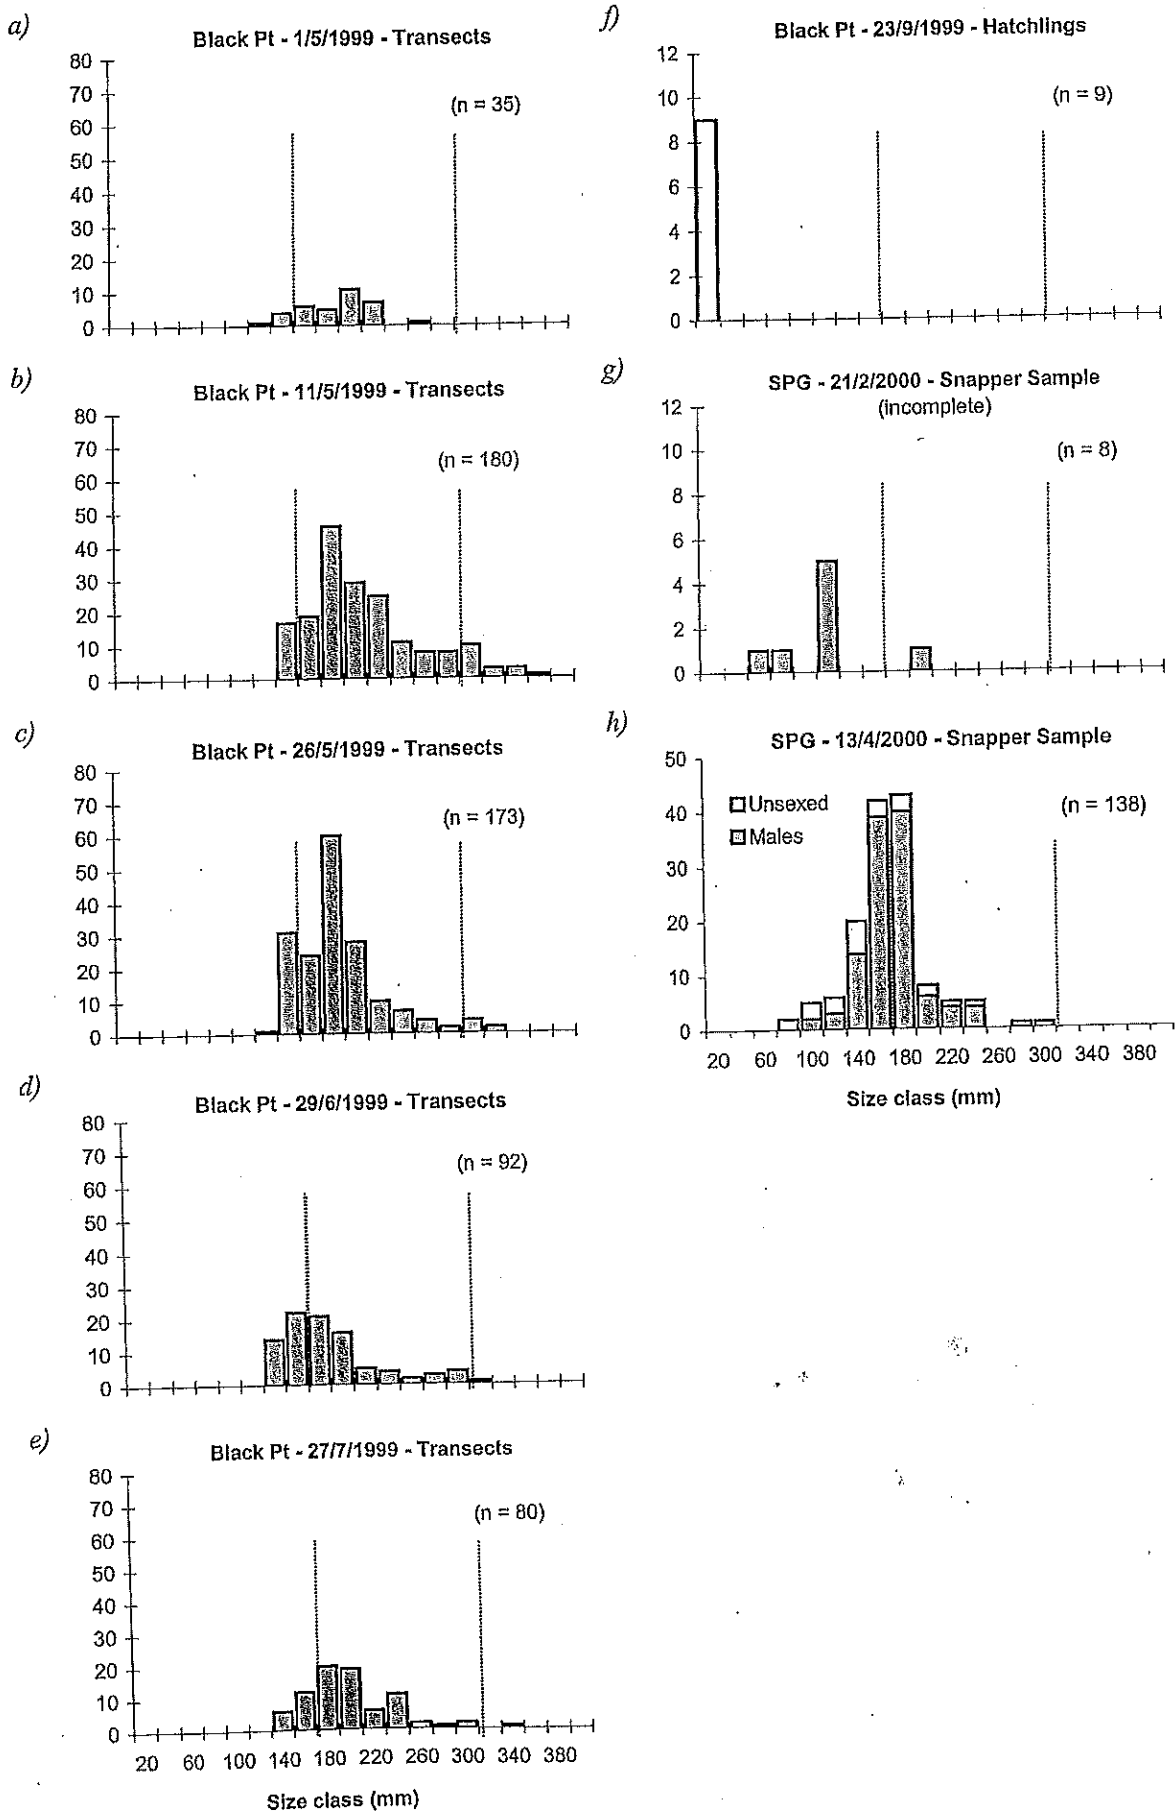 a)
Black Pt - 1/5/1999 - Transects
80
70
60
50
40
30
20
10
0
(n = 35)
b)
Black Pt - 11/5/1999 - Transects
80
70
60
50
40
30
20
10
0
(n = 180)
c)
Black Pt - 26/5/1999 - Transects
80
70
60
50
40
30
20
10
0
(n = 173)
d)
Black Pt - 29/6/1999 - Transects
80
70
60
50
40
30
20
10
0
(n = 92)
e)
Black Pt - 27/7/1999 - Transects
80
70
60
50
40
30
20
10
0
(n = 80)
20 60 100 140 180 220 260 300 340 380
Size class (mm)
f)
Black Pt - 23/9/1999 - Hatchlings
12
10
8
6
4
2
0
(n = 9)
g)
SPG - 21/2/2000 - Snapper Sample
(incomplete)
12
10
8
6
4
2
0
(n = 8)
h)
SPG - 13/4/2000 - Snapper Sample
50
40
30
20
10
0
Unsexed
Males
(n = 138)
20 60 100 140 180 220 260 300 340 380
Size class (mm)